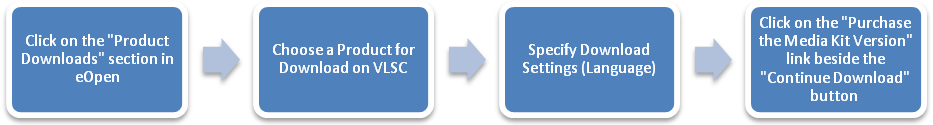 Click on the "Product
Downloads" section in
eOpen
Choose a Product for
Download on VLSC
Specify Download
Settings (Language)
Click on the "Purchase
the Media Kit Version"
link beside the
"Continue Download"
button